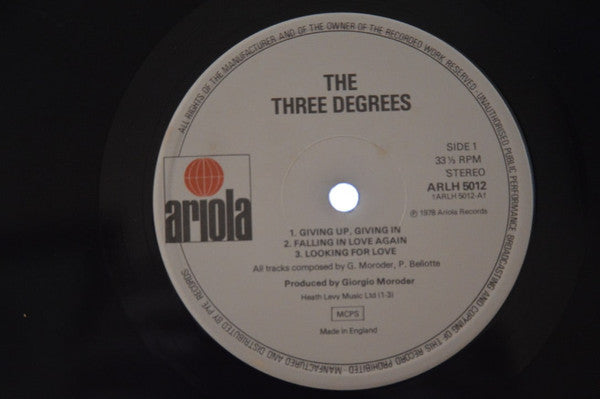 ALL RIGHTS OF THE MANUFACTURER AND OF THE OWNER OF THE RECORDED WORK RESERVED · UNAUTHORISED PUBLIC PERFORMANCE BROADCASTING AND COPYING OF THIS RECORD PROHIBITED · MANUFACTURED AND DISTRIBUTED BY PYE RECORDS
THE
THREE DEGREES
SIDE 1
33⅓ RPM
STEREO
ARLH 5012
1ARLH 5012-A1
℗ 1978 Ariola Records
ariola
1. GIVING UP, GIVING IN
2. FALLING IN LOVE AGAIN
3. LOOKING FOR LOVE
All tracks composed by G. Moroder, P. Bellotte
Produced by Giorgio Moroder
Heath Levy Music Ltd (1-3)
MCPS
Made in England